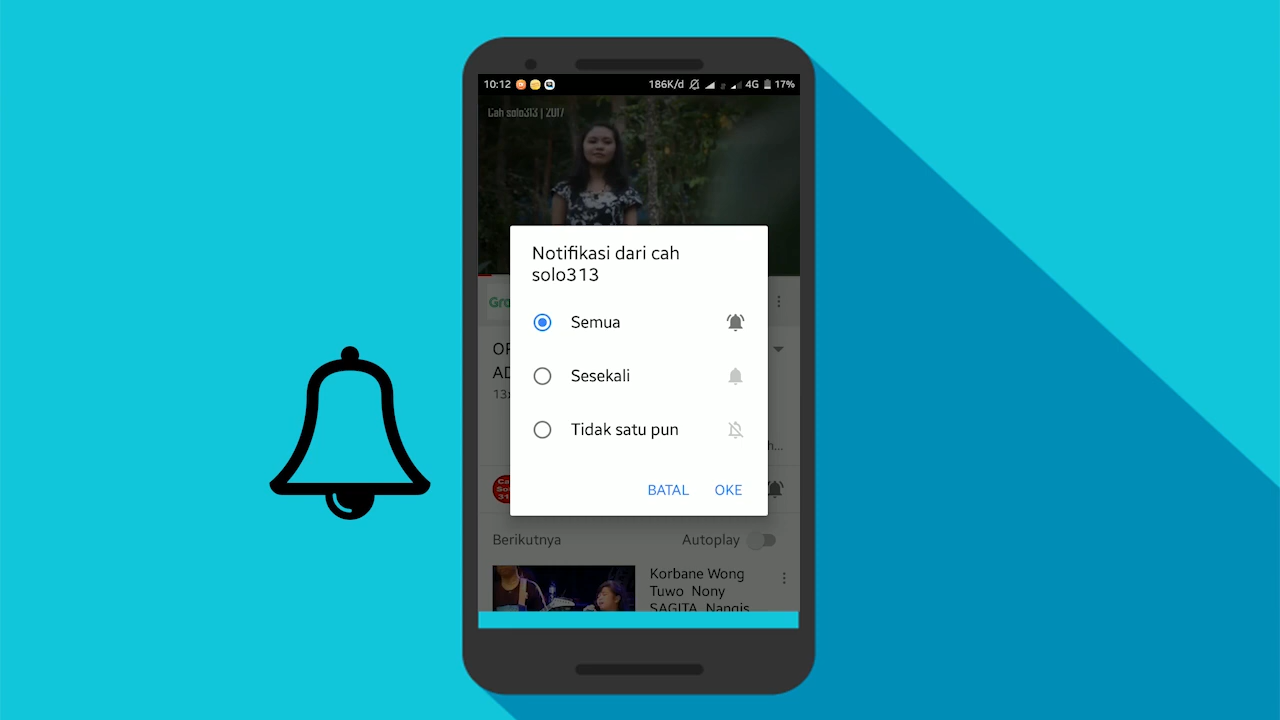 10:12 186K/d 4G 17%
Cah solo313 | 2017
Notifikasi dari cah
solo313
Semua
Sesekali
Tidak satu pun
BATAL OKE
Berikutnya Autoplay
Korbane Wong
Tuwo Nony
SAGITA Nangis